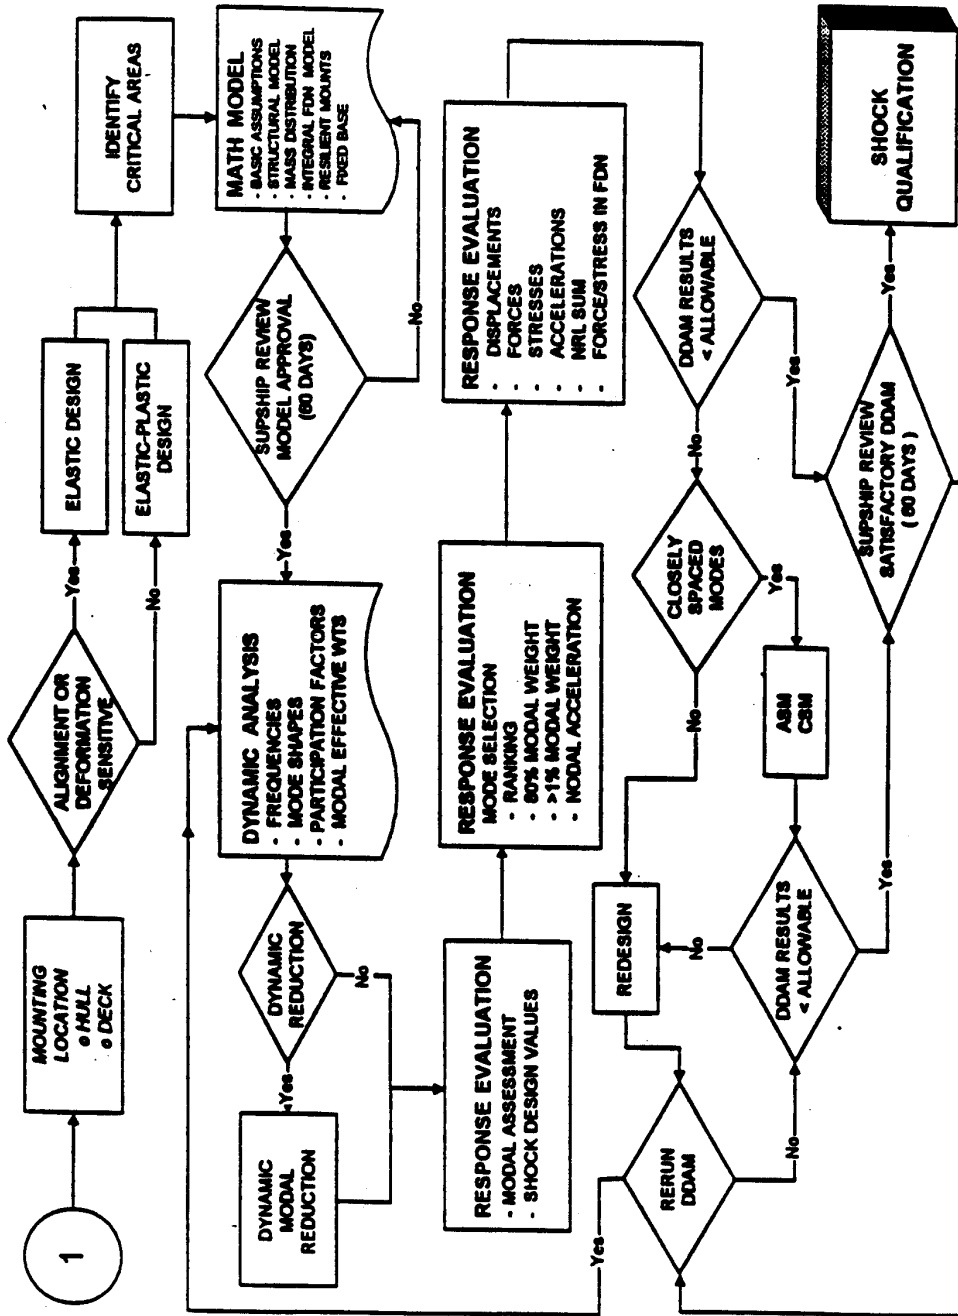 1
MOUNTING
LOCATION
o HULL
o DECK
ALIGNMENT OR
DEFORMATION
SENSITIVE
Yes
No
ELASTIC DESIGN
ELASTIC-PLASTIC
DESIGN
IDENTIFY
CRITICAL AREAS
MATH MODEL
- BASIC ASSUMPTIONS
- STRUCTURAL MODEL
- MASS DISTRIBUTION
- INTEGRAL FDN MODEL
- RESILIENT MOUNTS
- FIXED BASE
SUPSHIP REVIEW
MODEL APPROVAL
(60 DAYS)
No
Yes
DYNAMIC ANALYSIS
- FREQUENCIES
- MODE SHAPES
- PARTICIPATION FACTORS
- MODAL EFFECTIVE WTS
DYNAMIC
REDUCTION
Yes
No
DYNAMIC
MODAL
REDUCTION
RESPONSE EVALUATION
- MODAL ASSESSMENT
- SHOCK DESIGN VALUES
RESPONSE EVALUATION
MODE SELECTION
- RANKING
- 80% MODAL WEIGHT
- >1% MODAL WEIGHT
- NODAL ACCELERATION
RESPONSE EVALUATION
- DISPLACEMENTS
- FORCES
- STRESSES
- ACCELERATIONS
- NRL SUM
- FORCE/STRESS IN FDN
DDAM RESULTS
< ALLOWABLE
No
Yes
CLOSELY
SPACED
MODES
No
Yes
ASM
CSM
REDESIGN
DDAM RESULTS
< ALLOWABLE
No
Yes
RERUN
DDAM
Yes
No
SUPSHIP REVIEW
SATISFACTORY DDAM
( 60 DAYS )
Yes
SHOCK
QUALIFICATION